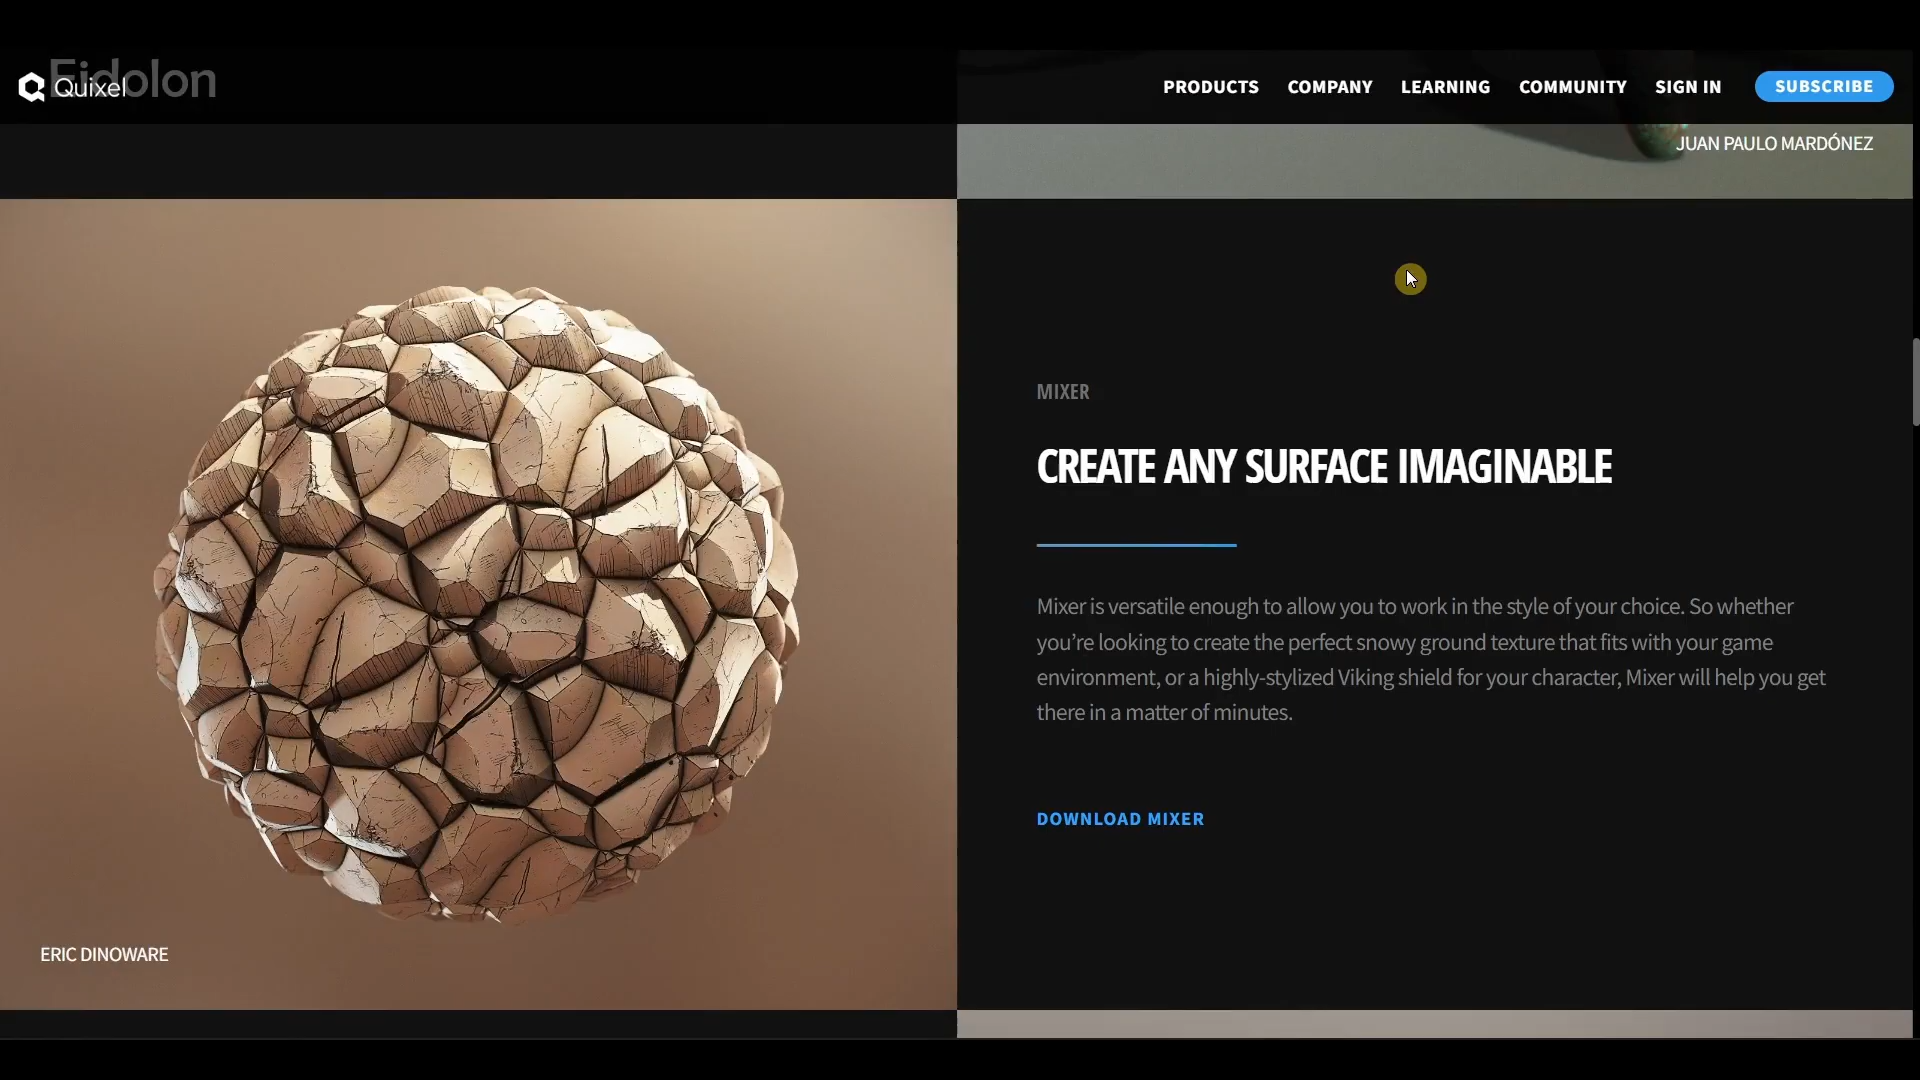 Eidolon
Quixel
PRODUCTS
COMPANY
LEARNING
COMMUNITY
SIGN IN
SUBSCRIBE
JUAN PAULO MARDÓNEZ
MIXER
CREATE ANY SURFACE IMAGINABLE
Mixer is versatile enough to allow you to work in the style of your choice. So whether
you’re looking to create the perfect snowy ground texture that fits with your game
environment, or a highly-stylized Viking shield for your character, Mixer will help you get
there in a matter of minutes.
DOWNLOAD MIXER
ERIC DINOWARE